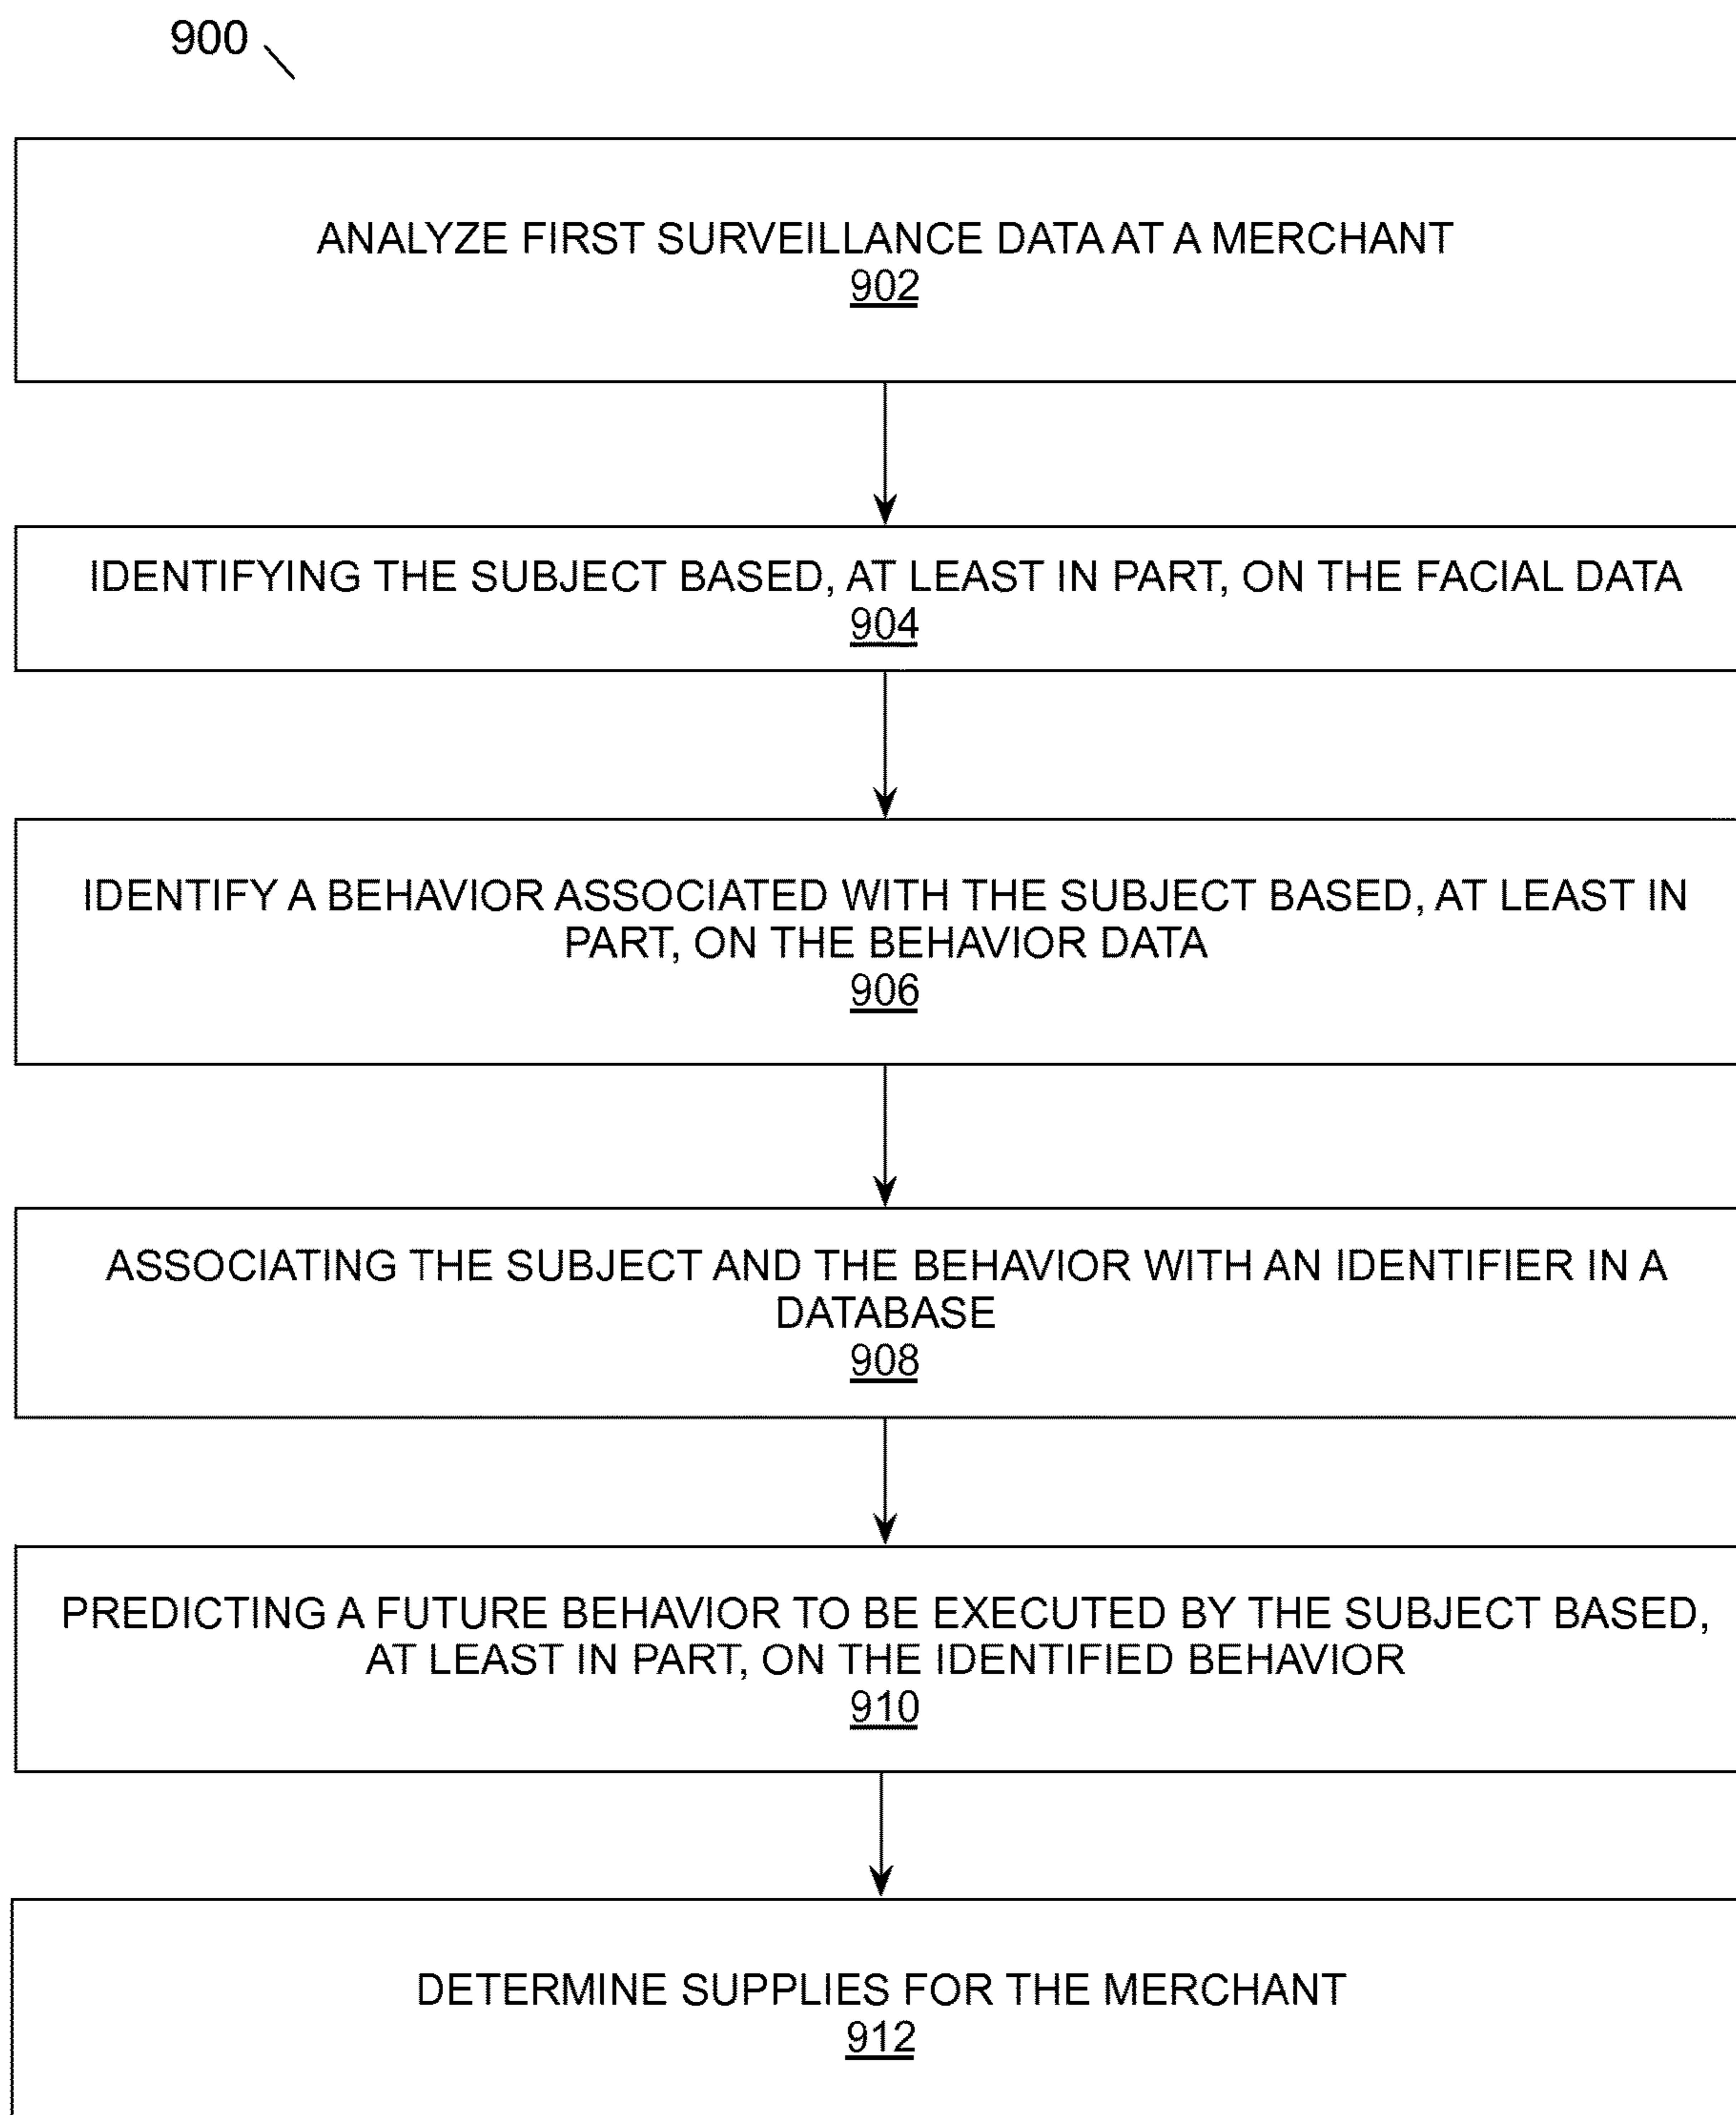 900
ANALYZE FIRST SURVEILLANCE DATA AT A MERCHANT
902
IDENTIFYING THE SUBJECT BASED, AT LEAST IN PART, ON THE FACIAL DATA
904
IDENTIFY A BEHAVIOR ASSOCIATED WITH THE SUBJECT BASED, AT LEAST IN
PART, ON THE BEHAVIOR DATA
906
ASSOCIATING THE SUBJECT AND THE BEHAVIOR WITH AN IDENTIFIER IN A
DATABASE
908
PREDICTING A FUTURE BEHAVIOR TO BE EXECUTED BY THE SUBJECT BASED,
AT LEAST IN PART, ON THE IDENTIFIED BEHAVIOR
910
DETERMINE SUPPLIES FOR THE MERCHANT
912